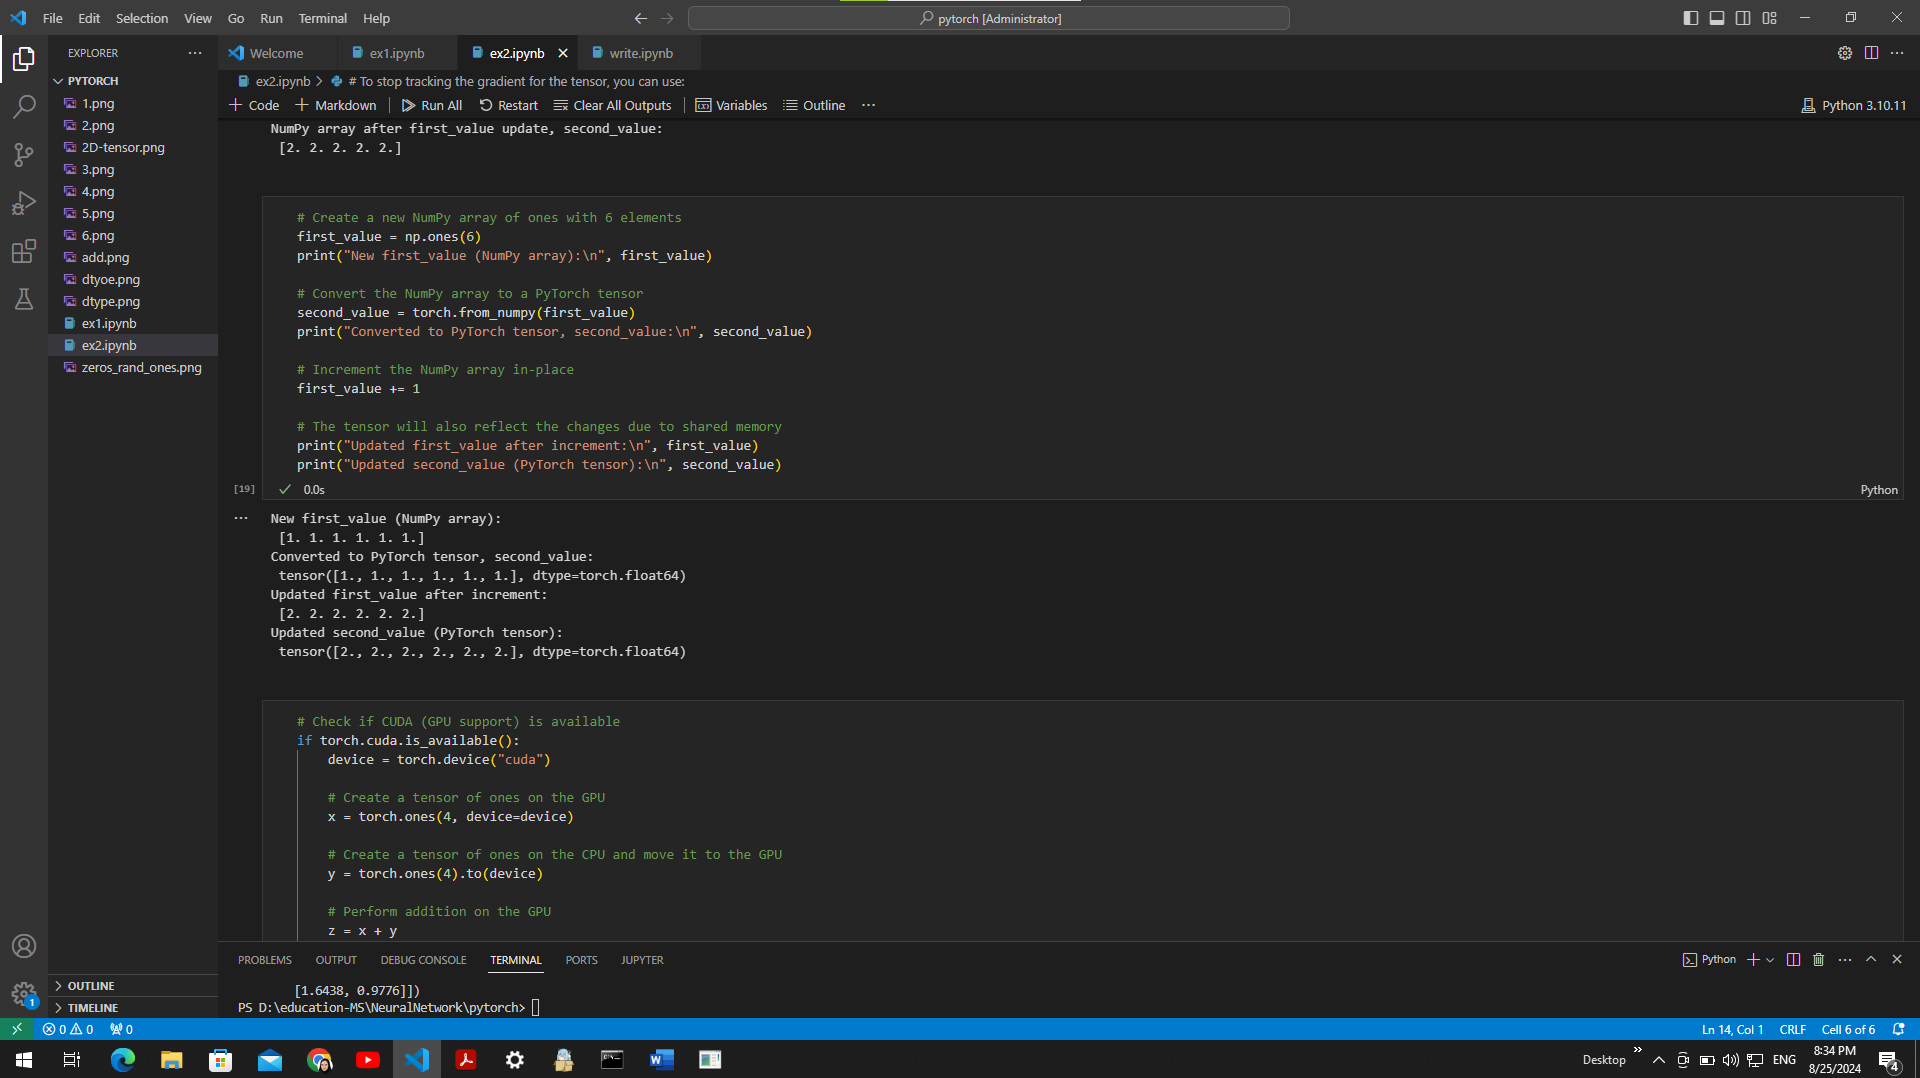 File Edit Selection View Go Run Terminal Help
pytorch [Administrator]
EXPLORER
Welcome
ex1.ipynb
ex2.ipynb
write.ipynb
PYTORCH
1.png
2.png
2D-tensor.png
3.png
4.png
5.png
6.png
add.png
dtyoe.png
dtype.png
ex1.ipynb
ex2.ipynb
zeros_rand_ones.png
OUTLINE
TIMELINE
ex2.ipynb > # To stop tracking the gradient for the tensor, you can use:
+ Code + Markdown Run All Restart Clear All Outputs Variables Outline ...
Python 3.10.11
NumPy array after first_value update, second_value:
[2. 2. 2. 2. 2.]
# Create a new NumPy array of ones with 6 elements
first_value = np.ones(6)
print("New first_value (NumPy array):\n", first_value)
# Convert the NumPy array to a PyTorch tensor
second_value = torch.from_numpy(first_value)
print("Converted to PyTorch tensor, second_value:\n", second_value)
# Increment the NumPy array in-place
first_value += 1
# The tensor will also reflect the changes due to shared memory
print("Updated first_value after increment:\n", first_value)
print("Updated second_value (PyTorch tensor):\n", second_value)
[19] 0.0s
Python
New first_value (NumPy array):
[1. 1. 1. 1. 1. 1.]
Converted to PyTorch tensor, second_value:
tensor([1., 1., 1., 1., 1., 1.], dtype=torch.float64)
Updated first_value after increment:
[2. 2. 2. 2. 2. 2.]
Updated second_value (PyTorch tensor):
tensor([2., 2., 2., 2., 2., 2.], dtype=torch.float64)
# Check if CUDA (GPU support) is available
if torch.cuda.is_available():
device = torch.device("cuda")
# Create a tensor of ones on the GPU
x = torch.ones(4, device=device)
# Create a tensor of ones on the CPU and move it to the GPU
y = torch.ones(4).to(device)
# Perform addition on the GPU
z = x + y
PROBLEMS OUTPUT DEBUG CONSOLE TERMINAL PORTS JUPYTER
Python
[1.6438, 0.9776]])
PS D:\education-MS\NeuralNetwork\pytorch>
1
0 0 0
Ln 14, Col 1 CRLF Cell 6 of 6
Desktop » ENG
8:34 PM
8/25/2024
4